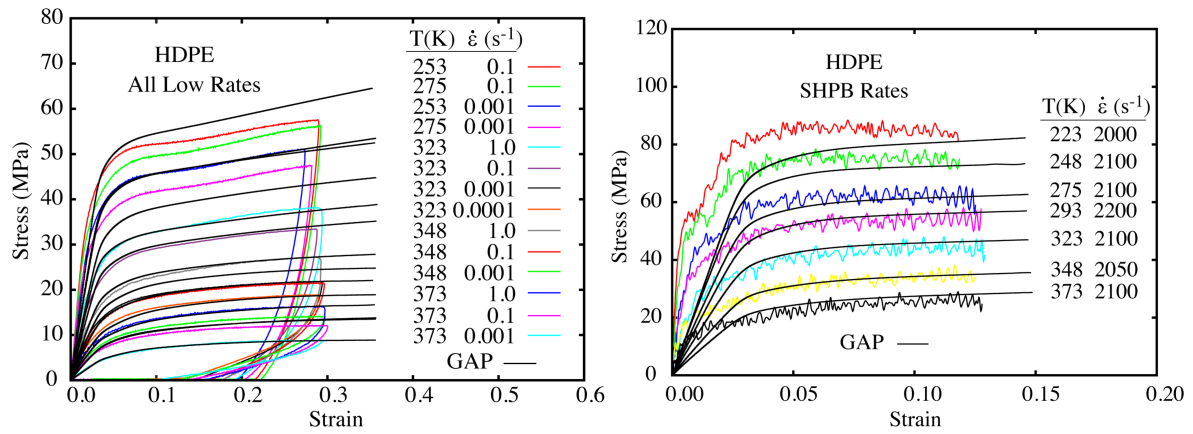 80
70
60
50
40
30
20
10
0
Stress (MPa)
HDPE
All Low Rates
T(K) ε̇ (s⁻¹)
253 0.1
275 0.1
253 0.001
275 0.001
323 1.0
323 0.1
323 0.001
323 0.0001
348 1.0
348 0.1
348 0.001
373 1.0
373 0.1
373 0.001
GAP
0.0 0.1 0.2 0.3 0.4 0.5 0.6
Strain
120
100
80
60
40
20
0
Stress (MPa)
HDPE
SHPB Rates
T(K) ε̇ (s⁻¹)
223 2000
248 2100
275 2100
293 2200
323 2100
348 2050
373 2100
GAP
0.00 0.05 0.10 0.15 0.20
Strain